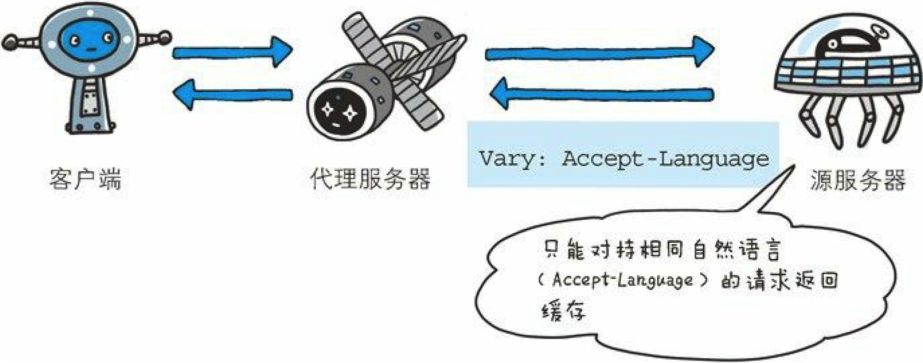 Vary: Accept-Language
客户端
代理服务器
源服务器
只能对持相同自然语言
(Accept-Language)的请求返回
缓存